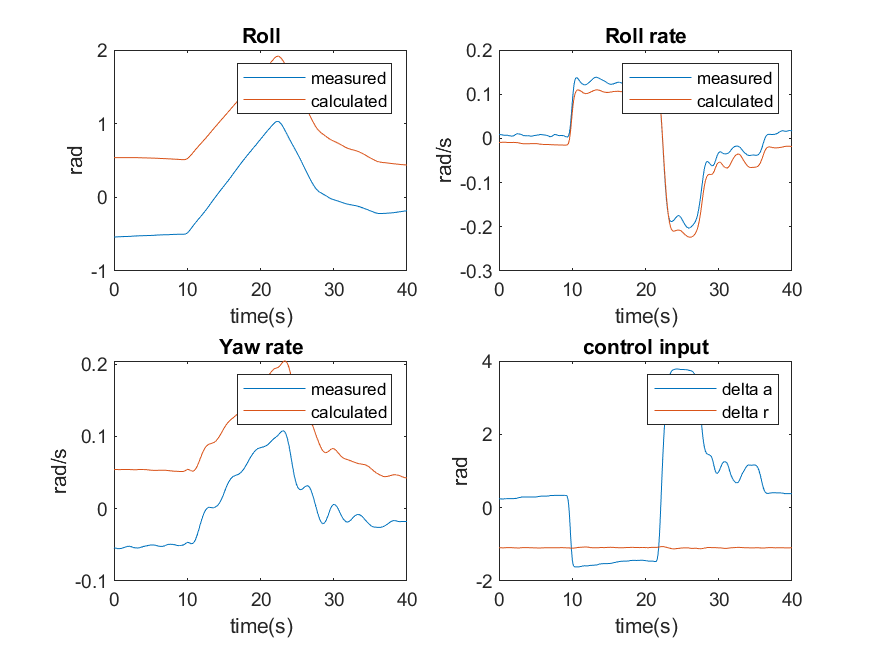 Roll
2
1
0
-1
rad
measured
calculated
0 10 20 30 40
time(s)
Roll rate
0.2
0.1
0
-0.1
-0.2
-0.3
rad/s
measured
calculated
0 10 20 30 40
time(s)
Yaw rate
0.2
0.1
0
-0.1
rad/s
measured
calculated
0 10 20 30 40
time(s)
control input
4
2
0
-2
rad
delta a
delta r
0 10 20 30 40
time(s)